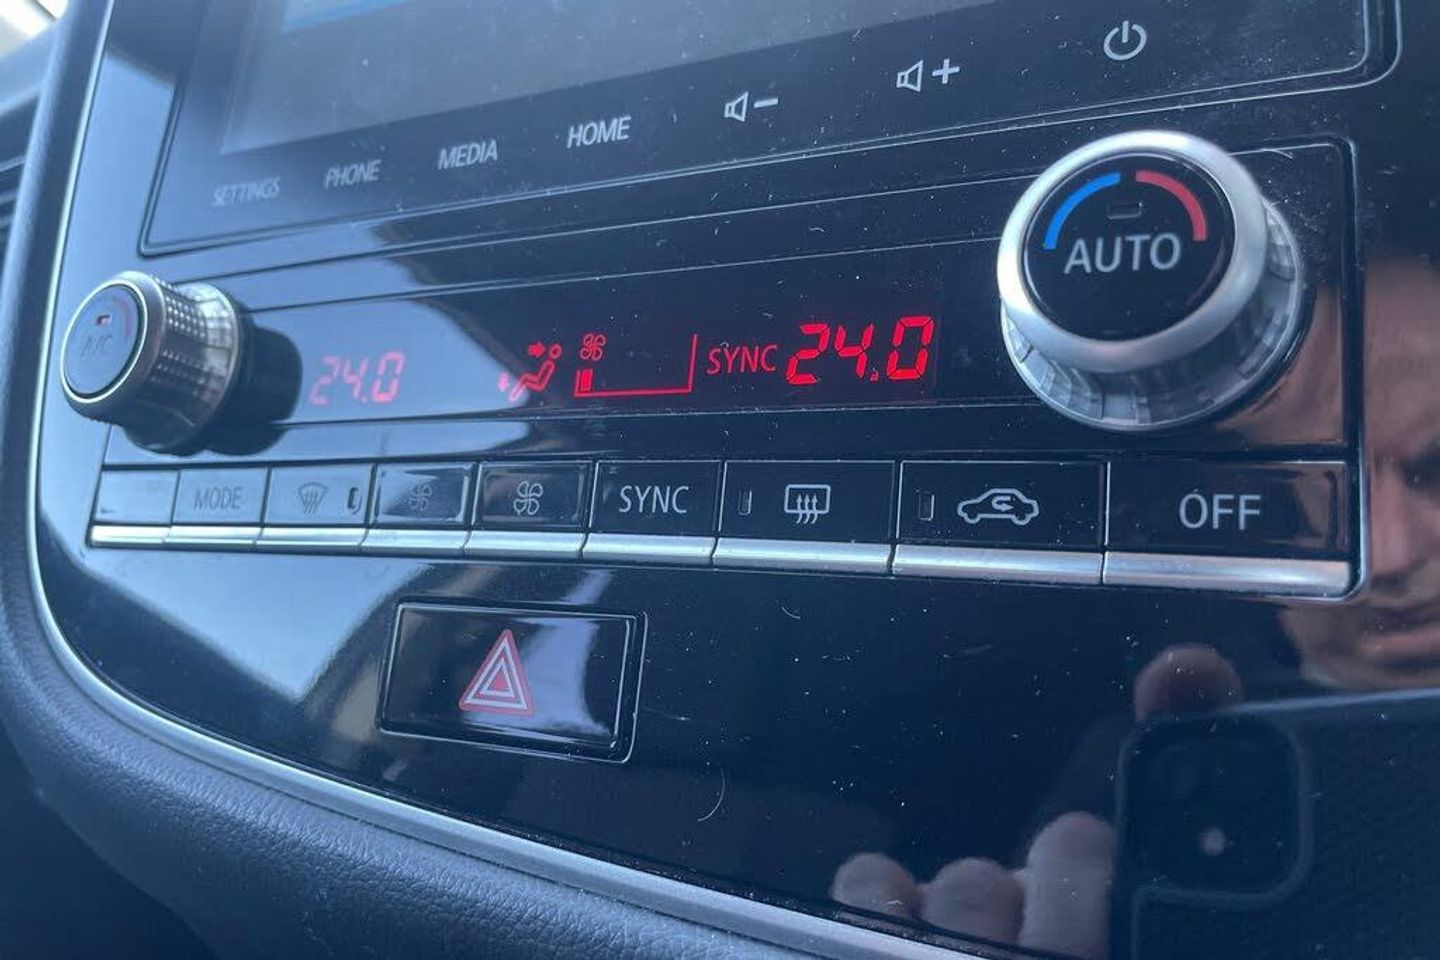 SETTINGS PHONE MEDIA HOME
A/C AUTO
24.0 SYNC 24.0
MODE SYNC OFF